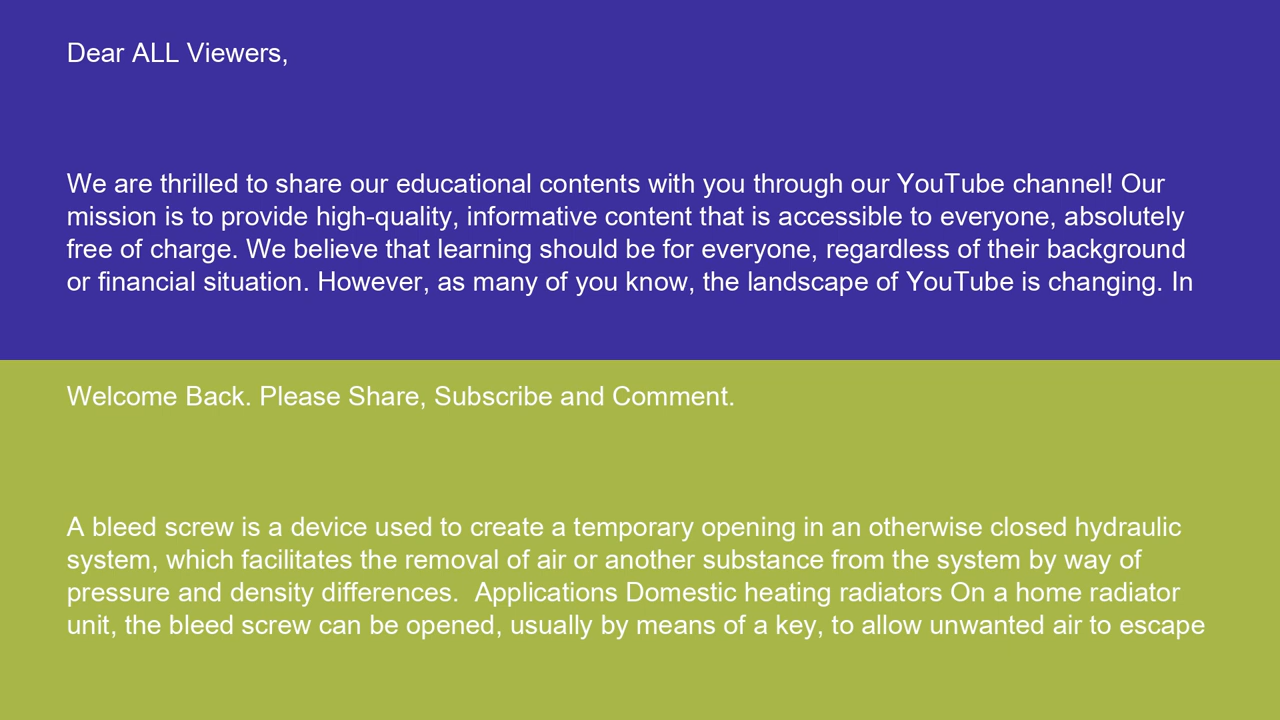 Dear ALL Viewers,
We are thrilled to share our educational contents with you through our YouTube channel! Our
mission is to provide high-quality, informative content that is accessible to everyone, absolutely
free of charge. We believe that learning should be for everyone, regardless of their background
or financial situation. However, as many of you know, the landscape of YouTube is changing. In
Welcome Back. Please Share, Subscribe and Comment.
A bleed screw is a device used to create a temporary opening in an otherwise closed hydraulic
system, which facilitates the removal of air or another substance from the system by way of
pressure and density differences.  Applications Domestic heating radiators On a home radiator
unit, the bleed screw can be opened, usually by means of a key, to allow unwanted air to escape